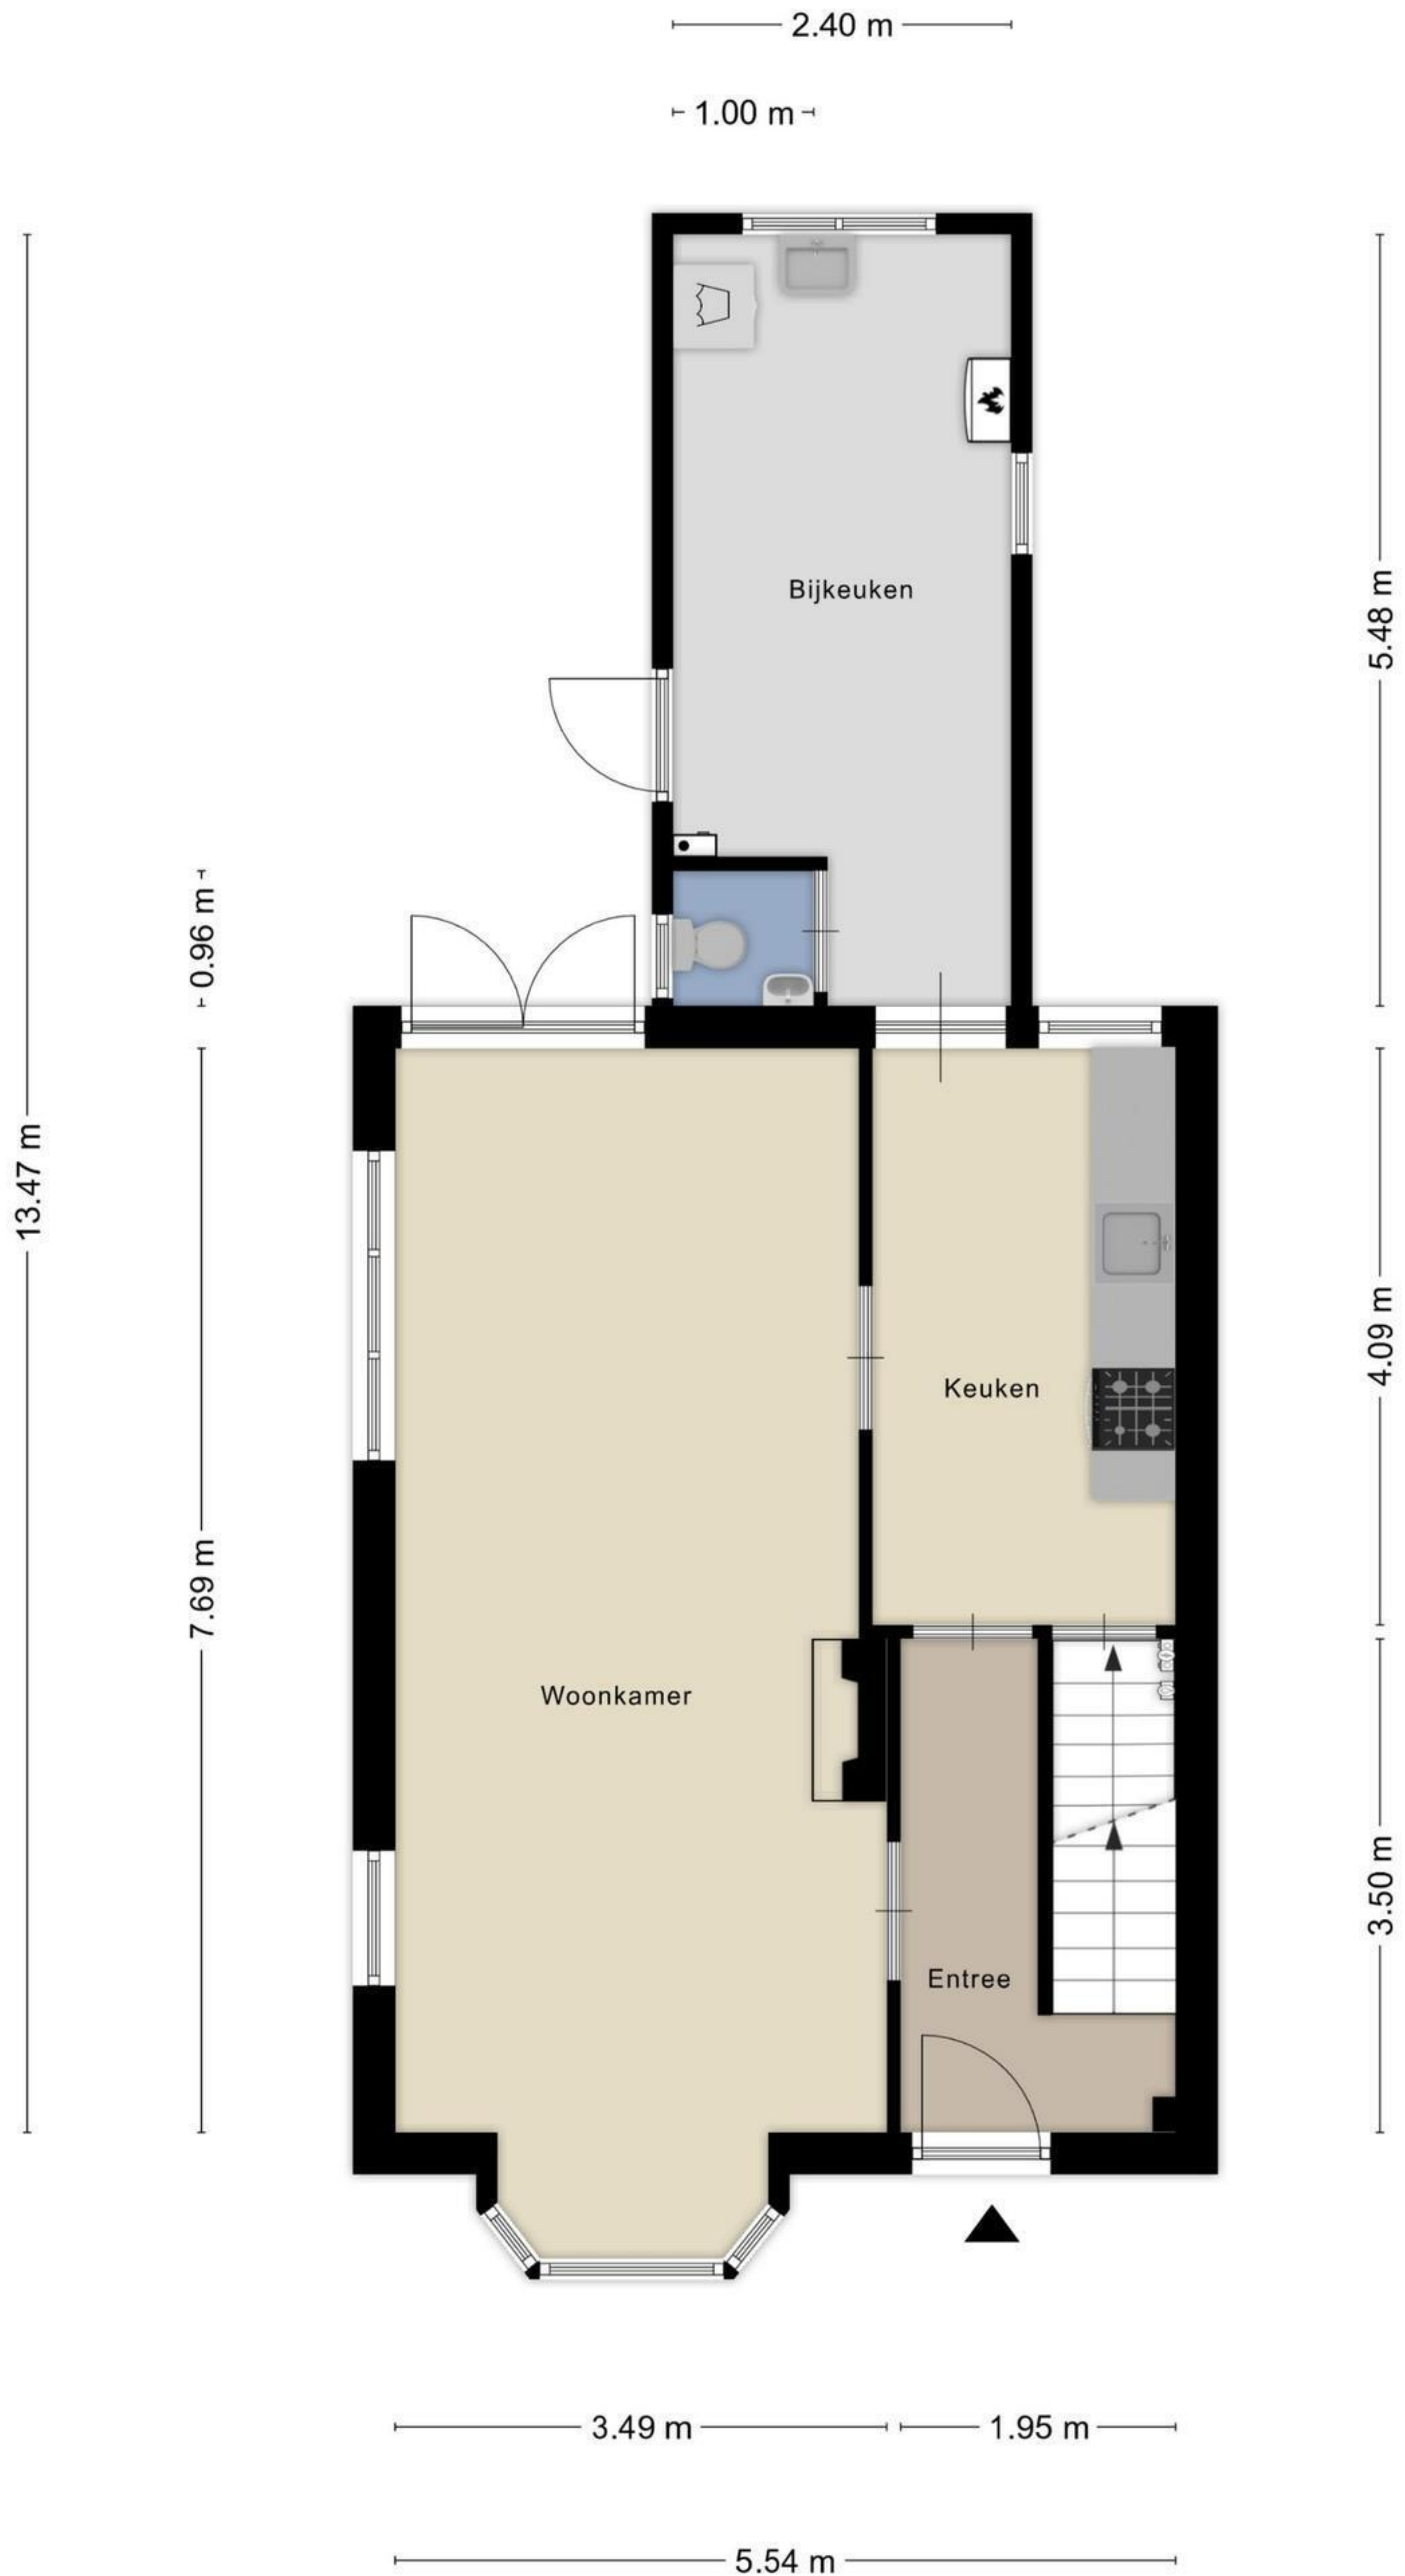 2.40 m
1.00 m
Bijkeuken
5.48 m
0.96 m
13.47 m
4.09 m
Keuken
7.69 m
Woonkamer
3.50 m
Entree
3.49 m
1.95 m
5.54 m